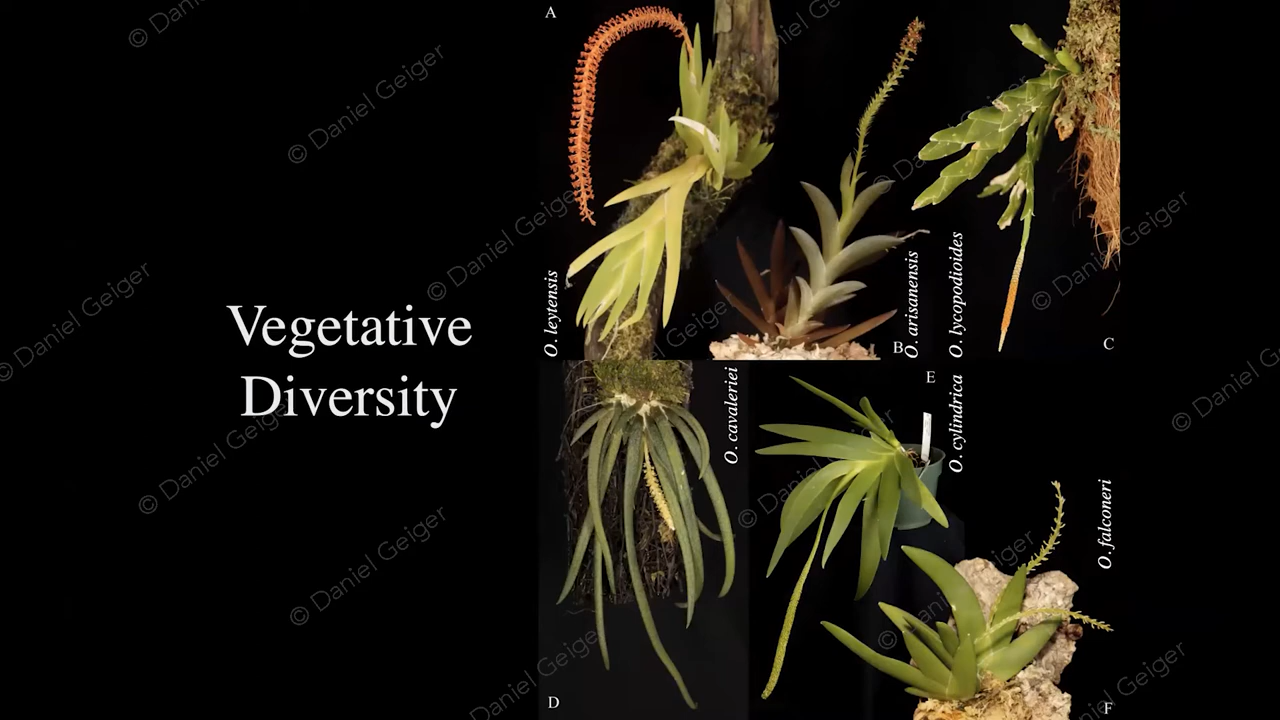 Vegetative
Diversity
A
O. leytensis
B
O. arisanensis
O. lycopodioides
C
O. cavaleriei
D
E
O. cylindrica
O. falconeri
F
© Daniel Geiger